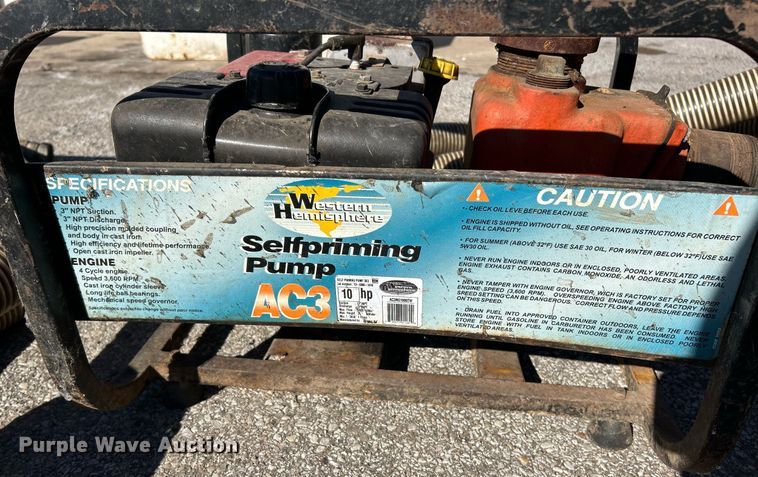 SPECIFICATIONS
PUMP
3" NPT Suction.
3" NPT Discharge.
High precision molded coupling
and body in cast iron.
High efficiency and lifetime performance.
Open cast iron impeller.
ENGINE
4 Cycle engine
Speed 3,600 RPM.
Cast iron cylinder sleeve
Long life ball bearings.
Mechanical speed governor.
Specifications susceptible change without notice.
Western
Hemisphere
Selfpriming
Pump
AC3
10 hp
CAUTION
- CHECK OIL LEVE BEFORE EACH USE.
- ENGINE IS SHIPPED WITHOUT OIL, SEE OPERATING INSTRUCTIONS FOR CORRECT
OIL FILL CAPACITY.
- FOR SUMMER (ABOVE 32°F) USE SAE 30 OIL, FOR WINTER (BELOW 32°F) USE SAE
5W30 OIL.
- NEVER RUN ENGINE INDOORS OR IN ENCLOSED, POORLY VENTILATED AREAS.
ENGINE EXHAUST CONTAINS CARBON MONOXIDE, AN ODORLESS AND LETHAL
GAS.
- NEVER TAMPER WITH ENGINE GOVERNOR, WICH IS FACTORY SET FOR PROPER
ENGINE, SPEED (3,600 RPM). OVERSPEEDING ENGINE ABOVE FACTORY HIGH
SPEED SETTING CAN BE DANGEROUS. CORRECT FLOW AND PRESSURE DEPEND
ON THIS SPEED.
- DRAIN FUEL INTO APPROVED CONTAINER OUTDOORS, LEAVE THE ENGINE
RUNNING UNTIL GASOLINE IN CARBURETOR HAS BEEN CONSUMED. NEVER
STORE ENGINE WITH FUEL IN TANK INDOORS OR IN ENCLOSED POORLY
VENTILATING AREAS.
Purple Wave Auction